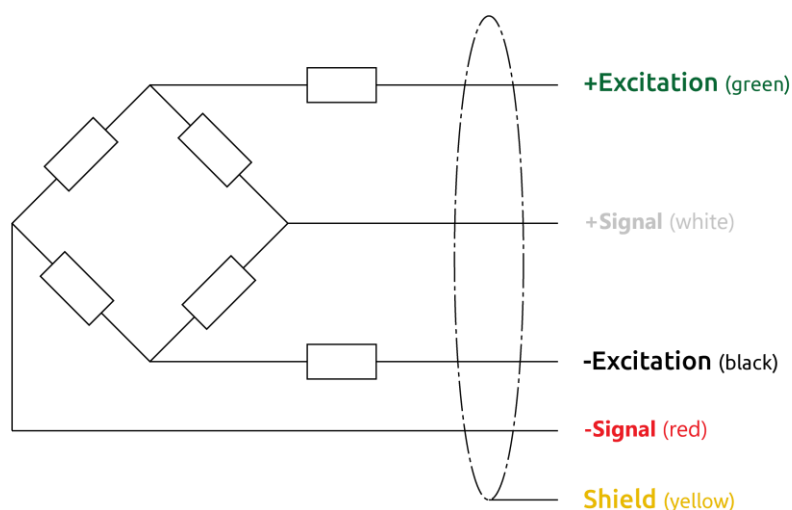 +Excitation (green)
+Signal (white)
-Excitation (black)
-Signal (red)
Shield (yellow)